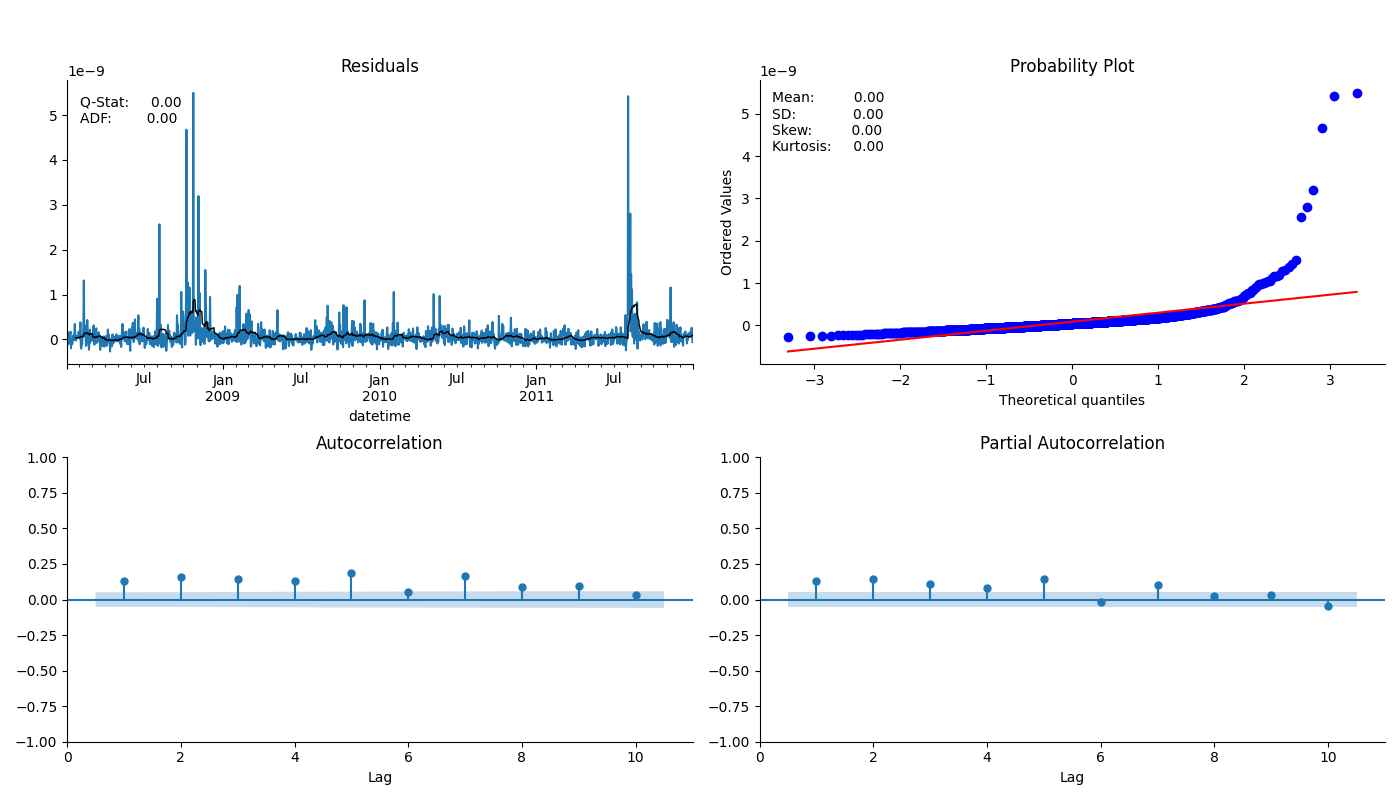 Residuals
1e−9
Q-Stat: 0.00
ADF: 0.00
5
4
3
2
1
0
Jul Jan Jul Jan Jul Jan Jul
2009 2010 2011
datetime
Probability Plot
1e−9
Mean: 0.00
SD: 0.00
Skew: 0.00
Kurtosis: 0.00
Ordered Values
5
4
3
2
1
0
−3 −2 −1 0 1 2 3
Theoretical quantiles
Autocorrelation
1.00
0.75
0.50
0.25
0.00
−0.25
−0.50
−0.75
−1.00
0 2 4 6 8 10
Lag
Partial Autocorrelation
1.00
0.75
0.50
0.25
0.00
−0.25
−0.50
−0.75
−1.00
0 2 4 6 8 10
Lag